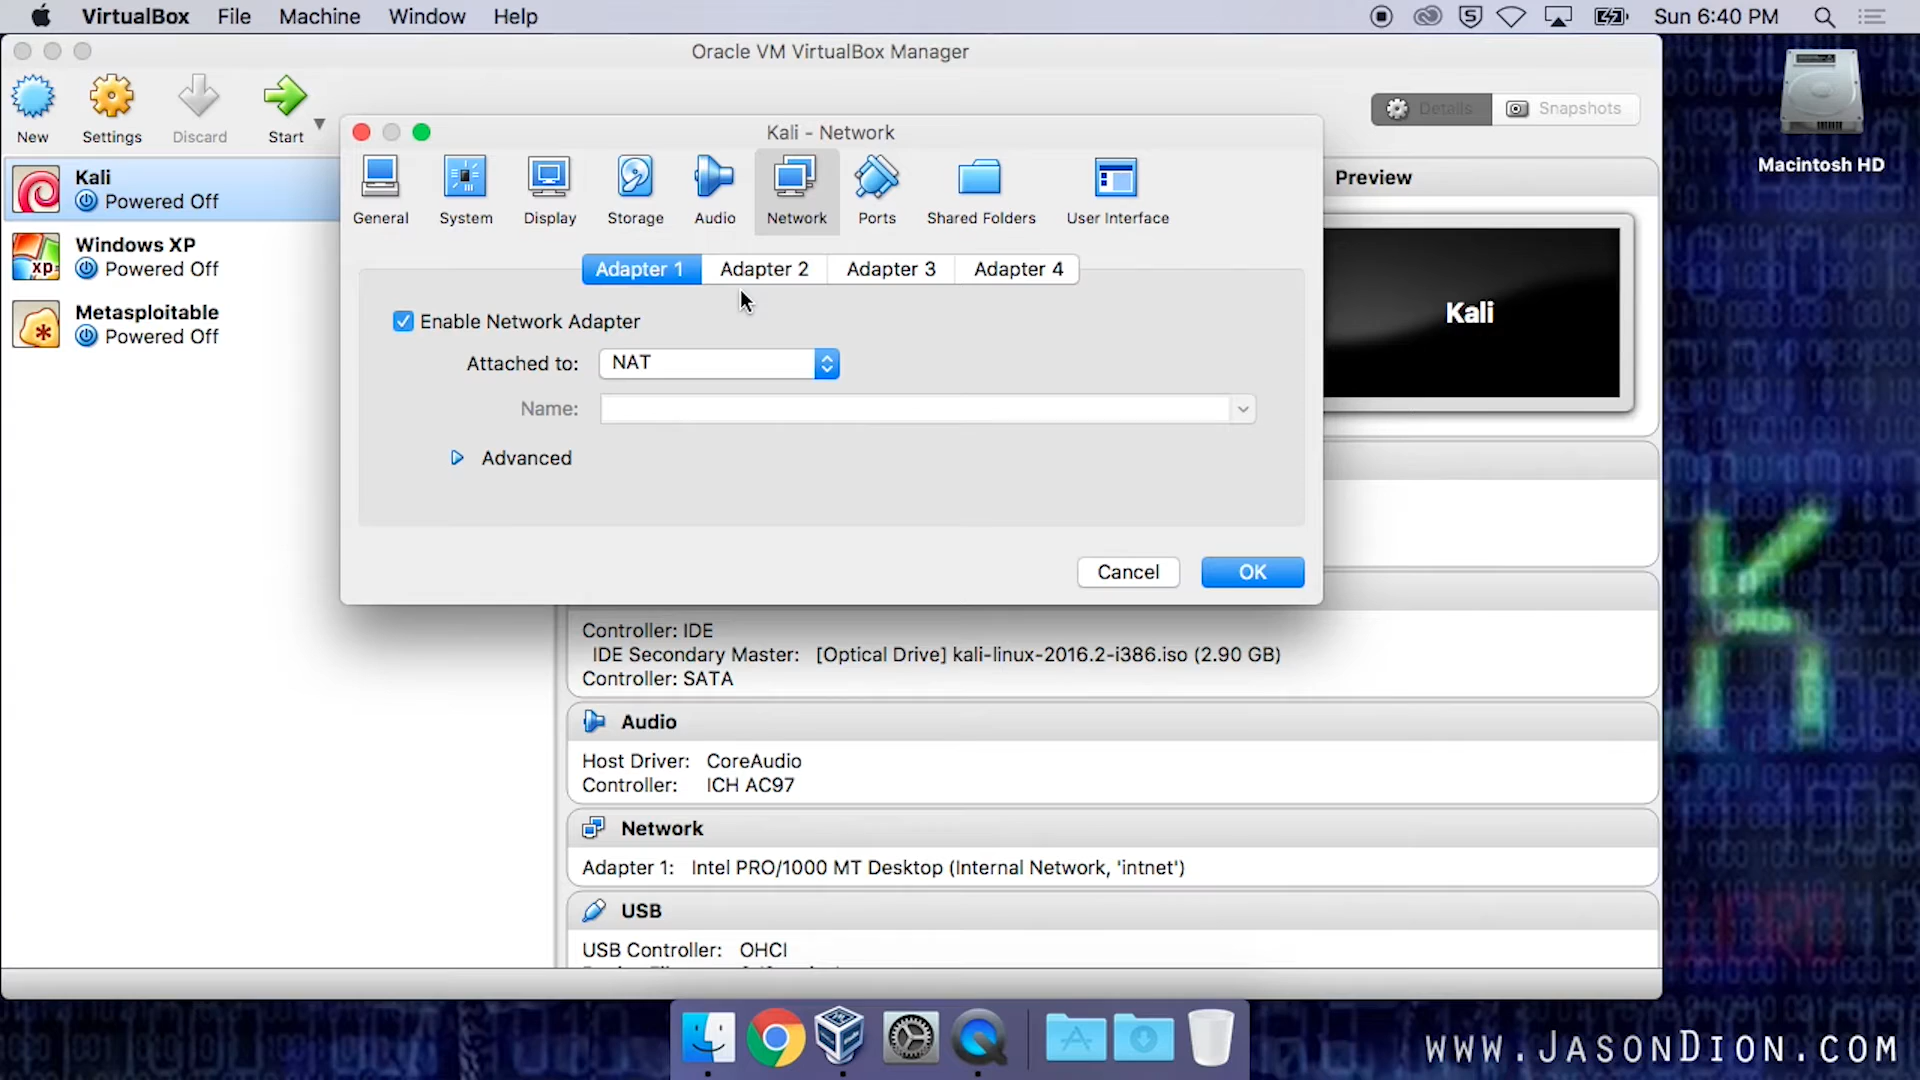 VirtualBox File Machine Window Help Sun 6:40 PM
Oracle VM VirtualBox Manager
New Settings Discard Start Details Snapshots
Macintosh HD
Kali
Powered Off
Windows XP
Powered Off
Metasploitable
Powered Off
Kali - Network
General System Display Storage Audio Network Ports Shared Folders User Interface
Adapter 1 Adapter 2 Adapter 3 Adapter 4
Enable Network Adapter
Attached to: NAT
Name:
Advanced
Cancel OK
Preview
Kali
Controller: IDE
IDE Secondary Master: [Optical Drive] kali-linux-2016.2-i386.iso (2.90 GB)
Controller: SATA
Audio
Host Driver: CoreAudio
Controller: ICH AC97
Network
Adapter 1: Intel PRO/1000 MT Desktop (Internal Network, 'intnet')
USB
USB Controller: OHCI
www.JasonDion.com